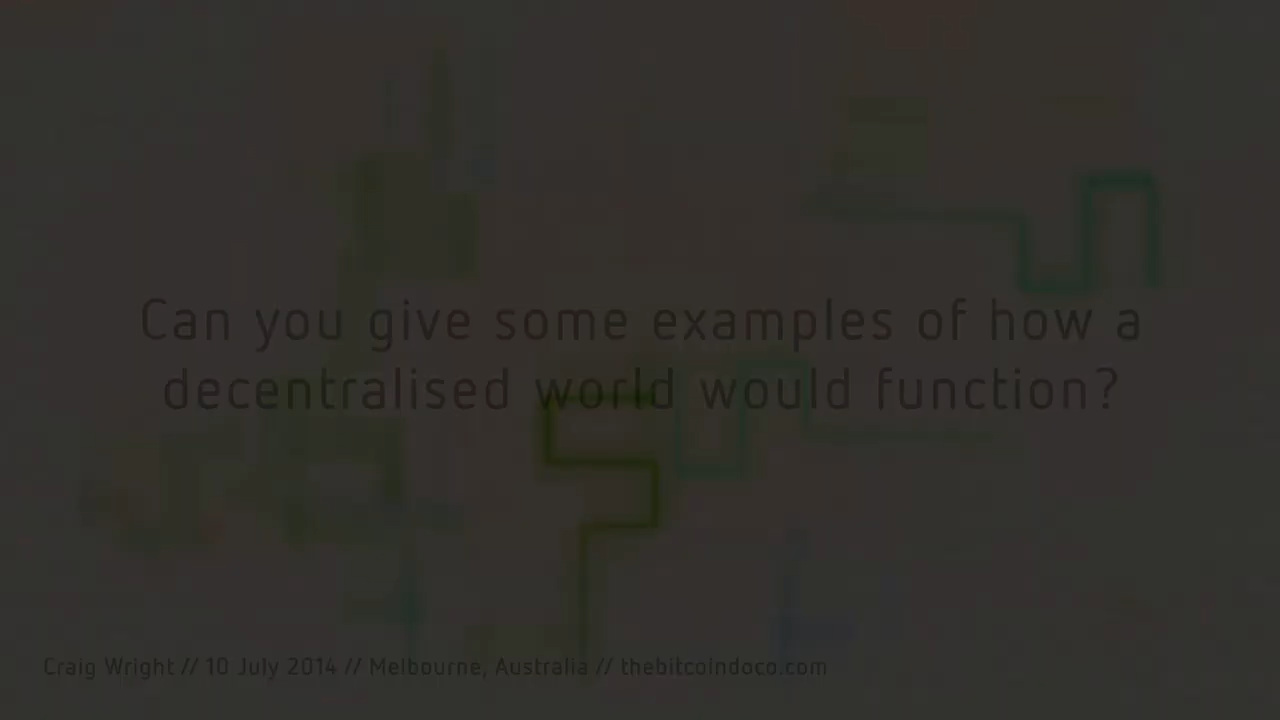 Can you give some examples of how a
decentralised world would function?
Craig Wright // 10 July 2014 // Melbourne, Australia // thebitcoindoco.com